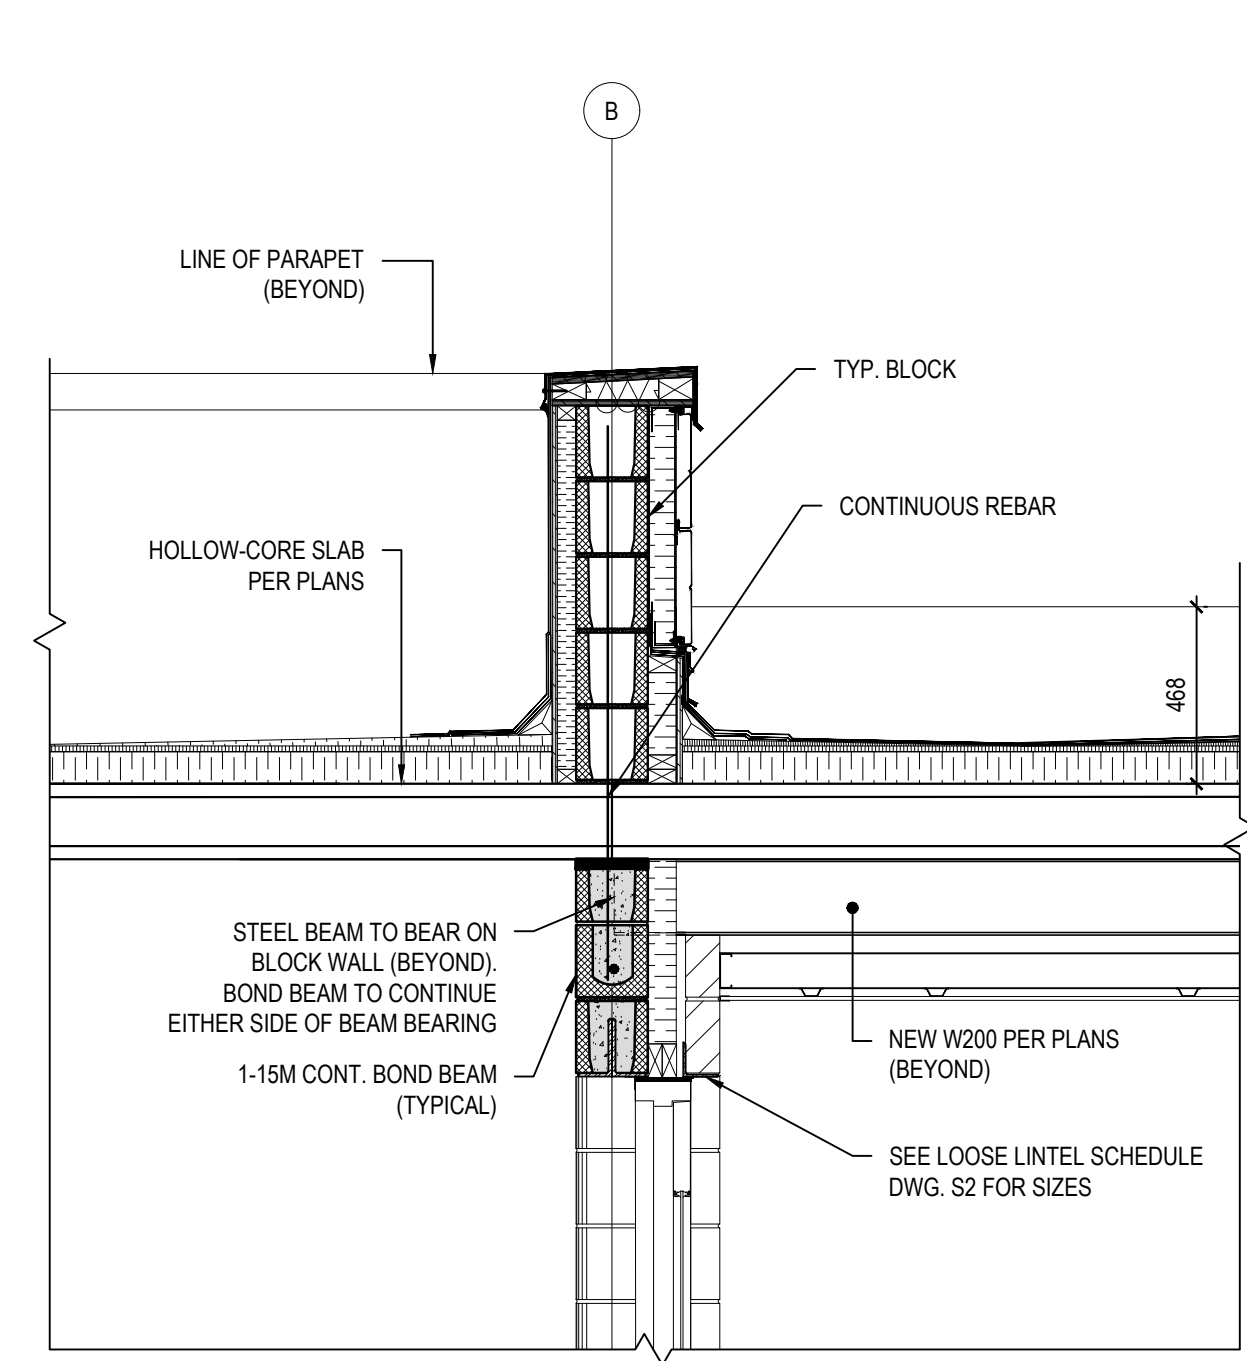 B
LINE OF PARAPET
(BEYOND)
TYP. BLOCK
CONTINUOUS REBAR
HOLLOW-CORE SLAB
PER PLANS
468
STEEL BEAM TO BEAR ON
BLOCK WALL (BEYOND).
BOND BEAM TO CONTINUE
EITHER SIDE OF BEAM BEARING
1-15M CONT. BOND BEAM
(TYPICAL)
NEW W200 PER PLANS
(BEYOND)
SEE LOOSE LINTEL SCHEDULE
DWG. S2 FOR SIZES